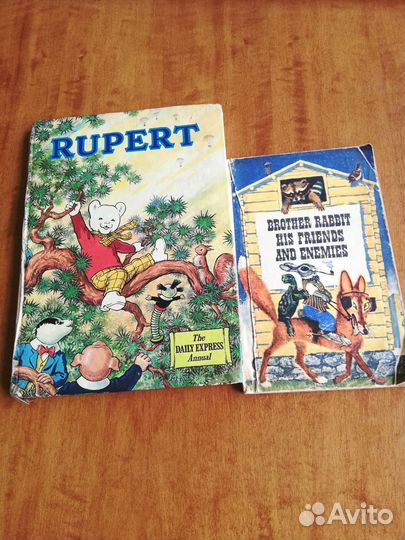 RUPERT
The
DAILY EXPRESS
Annual
BROTHER RABBIT
HIS FRIENDS
AND ENEMIES
Avito